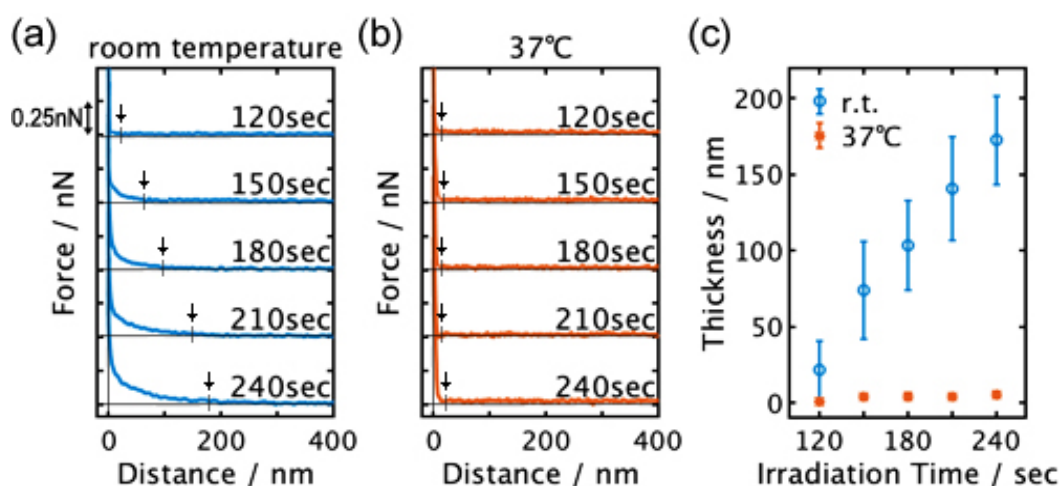 (a) room temperature
0.25nN
120sec
150sec
180sec
210sec
240sec
Force / nN
0 200 400
Distance / nm
(b) 37℃
120sec
150sec
180sec
210sec
240sec
Force / nN
0 200 400
Distance / nm
(c)
r.t.
37℃
200
150
100
50
0
Thickness / nm
120 180 240
Irradiation Time / sec